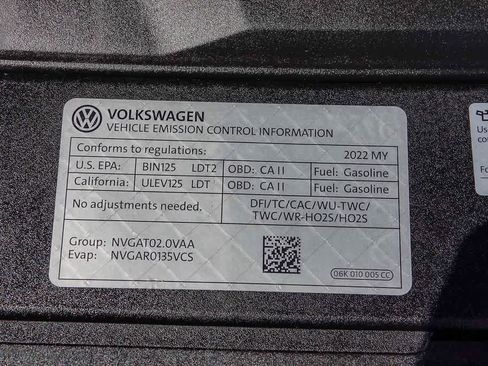 VOLKSWAGEN
VEHICLE EMISSION CONTROL INFORMATION
Conforms to regulations: 2022 MY
U.S. EPA: BIN125 LDT2 OBD: CA II Fuel: Gasoline
California: ULEV125 LDT OBD: CA II Fuel: Gasoline
No adjustments needed. DFI/TC/CAC/WU-TWC/
TWC/WR-HO2S/HO2S
Group: NVGAT02.0VAA
Evap: NVGAR0135VCS
06K 010 005 CC
Use
For